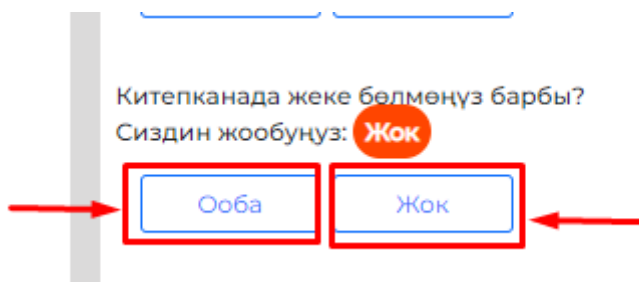 Китепканада жеке бөлмөңүз барбы?
Сиздин жообуңуз: Жок
Ооба Жок